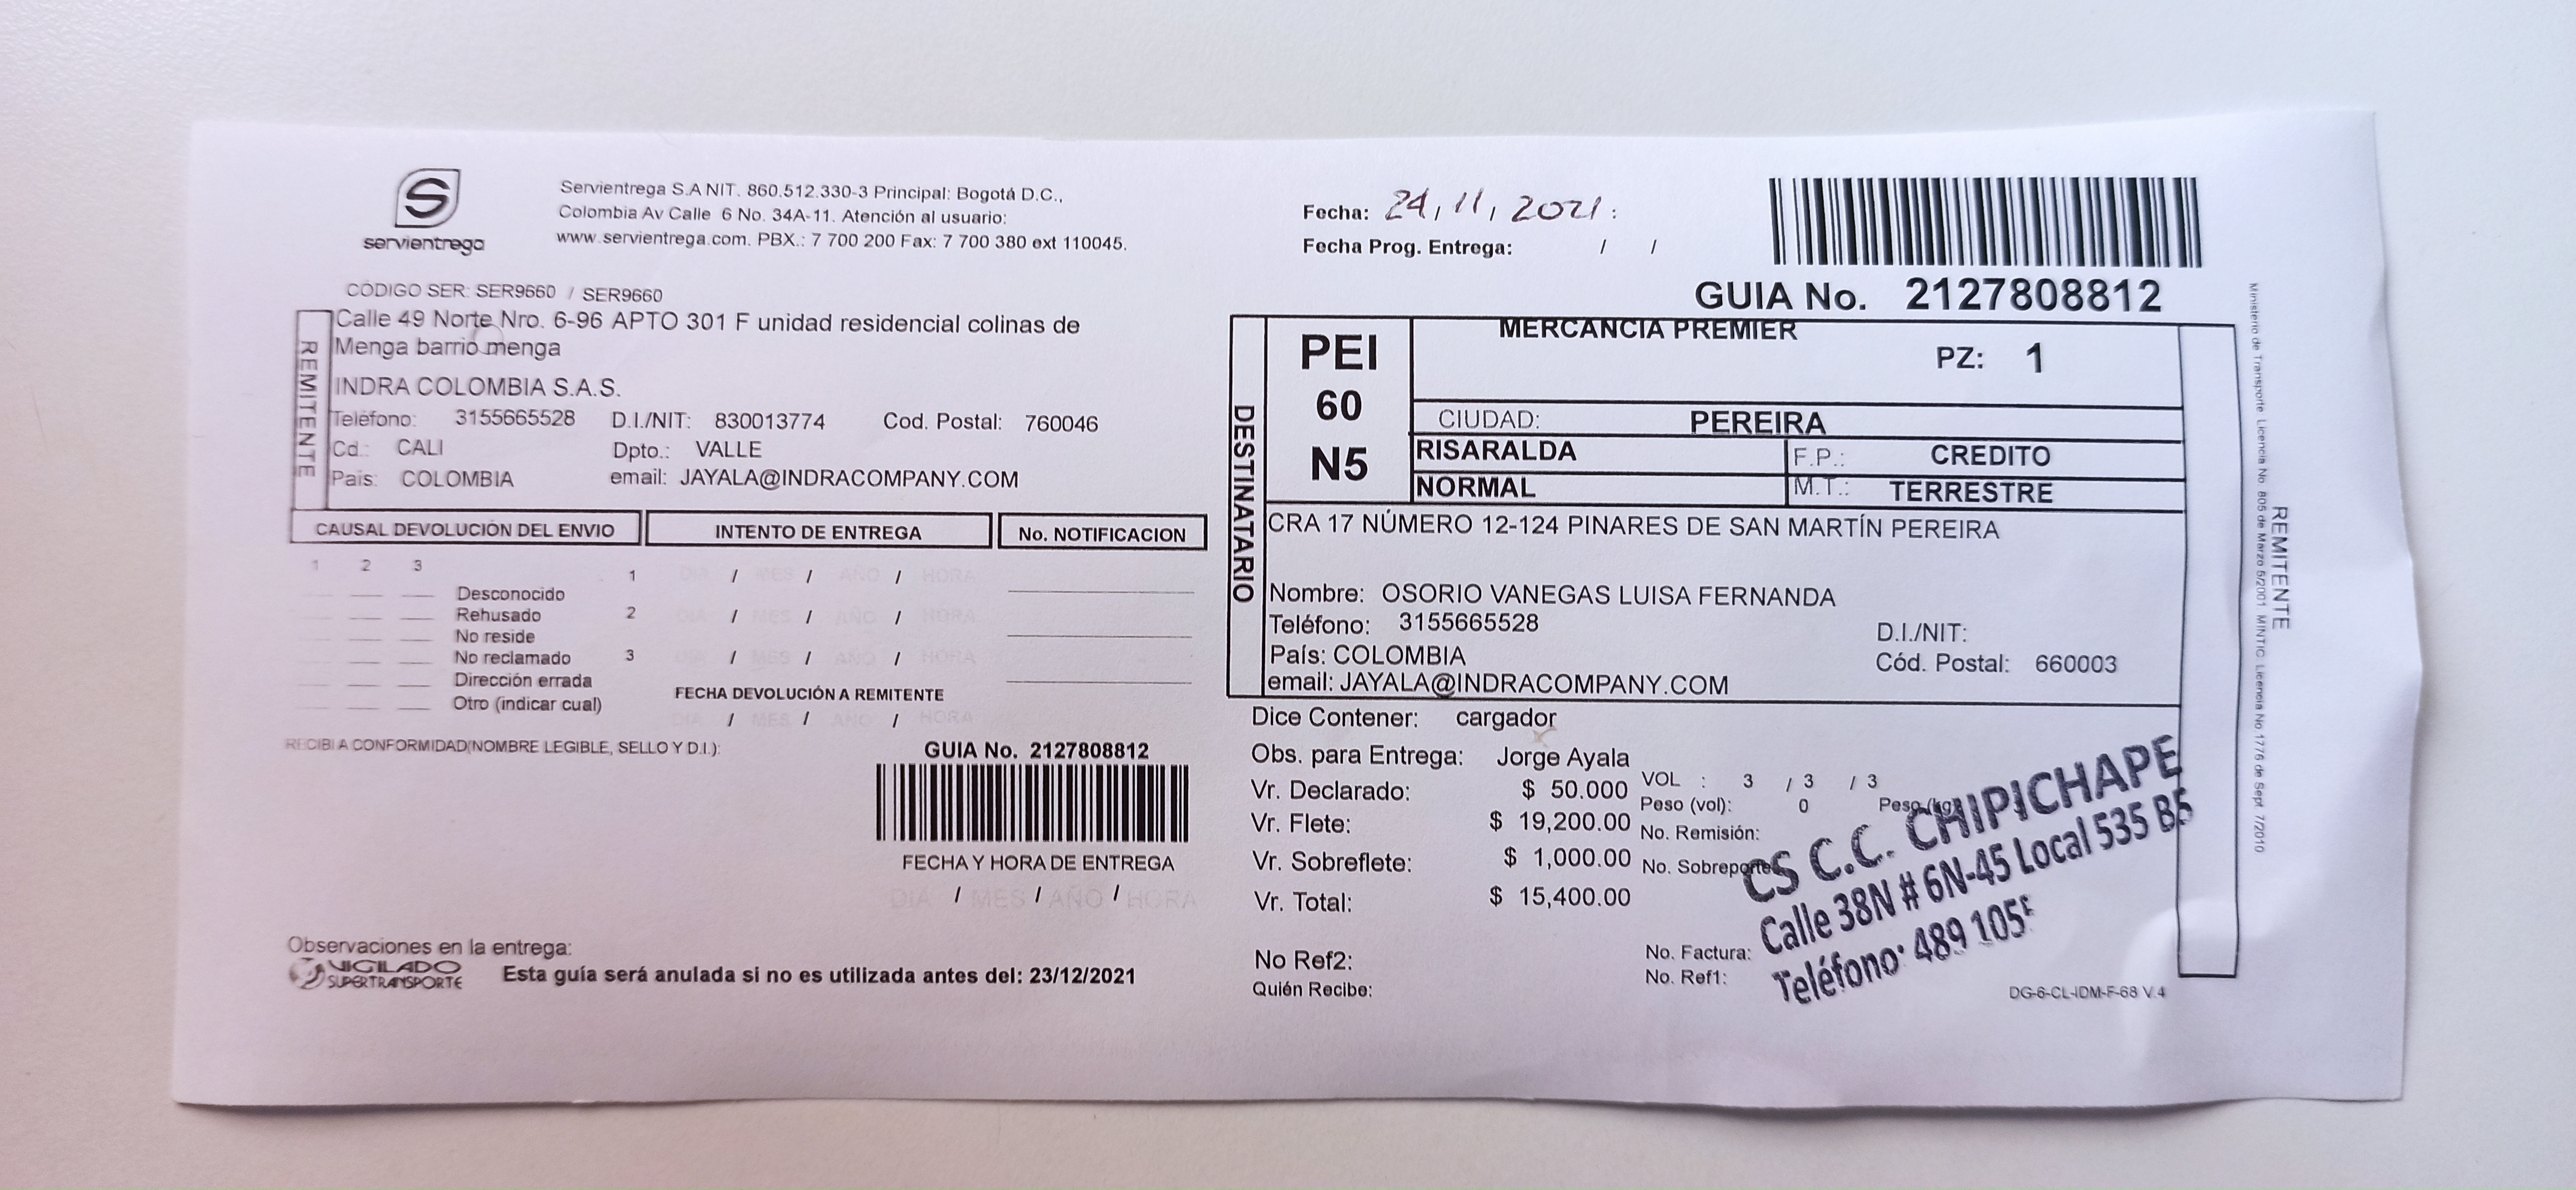 servientrega
Servientrega S.A NIT. 860.512.330-3 Principal: Bogotá D.C.,
Colombia Av Calle 6 No. 34A-11. Atención al usuario:
www.servientrega.com. PBX.: 7 700 200 Fax: 7 700 380 ext 110045.
CÓDIGO SER: SER9660 / SER9660
REMITENTE
Calle 49 Norte Nro. 6-96 APTO 301 F unidad residencial colinas de
Menga barrio menga
INDRA COLOMBIA S.A.S.
Teléfono: 3155665528 D.I./NIT: 830013774 Cod. Postal: 760046
Cd.: CALI Dpto.: VALLE
País: COLOMBIA email: JAYALA@INDRACOMPANY.COM
CAUSAL DEVOLUCIÓN DEL ENVIO INTENTO DE ENTREGA No. NOTIFICACION
1 2 3
1 DIA / MES / AÑO / HORA
Desconocido
Rehusado 2 DIA / MES / AÑO / HORA
No reside
No reclamado 3 DIA / MES / AÑO / HORA
Dirección errada
FECHA DEVOLUCIÓN A REMITENTE
Otro (indicar cual) DIA / MES / AÑO / HORA
RECIBI A CONFORMIDAD(NOMBRE LEGIBLE, SELLO Y D.I.):
GUIA No. 2127808812
FECHA Y HORA DE ENTREGA
DIA / MES / AÑO / HORA
Observaciones en la entrega:
VIGILADO
SUPERTRANSPORTE
Esta guía será anulada si no es utilizada antes del: 23/12/2021
Fecha: 24, 11, 2021 :
Fecha Prog. Entrega: / /
GUIA No. 2127808812
DESTINATARIO
PEI
60
N5
MERCANCIA PREMIER
PZ: 1
CIUDAD: PEREIRA
RISARALDA F.P.: CREDITO
NORMAL M.T.: TERRESTRE
CRA 17 NÚMERO 12-124 PINARES DE SAN MARTÍN PEREIRA
Nombre: OSORIO VANEGAS LUISA FERNANDA
Teléfono: 3155665528 D.I./NIT:
País: COLOMBIA Cód. Postal: 660003
email: JAYALA@INDRACOMPANY.COM
Dice Contener: cargador
Obs. para Entrega: Jorge Ayala
Vr. Declarado: $ 50.000 VOL : 3 / 3 / 3
Peso (vol): 0 Peso (kg)
Vr. Flete: $ 19,200.00 No. Remisión:
Vr. Sobreflete: $ 1,000.00 No. Sobreporte:
Vr. Total: $ 15,400.00
No Ref2: No. Factura:
Quién Recibe: No. Ref1:
CS C.C. CHIPICHAPE
Calle 38N # 6N-45 Local 535 B5
Teléfono: 489 105
DG-6-CL-IDM-F-68 V.4
REMITENTE
Ministerio de Transporte Licencia No. 805 de Marzo 5/2001. MINTIC Licencia No.1776 de Sept. 7/2010